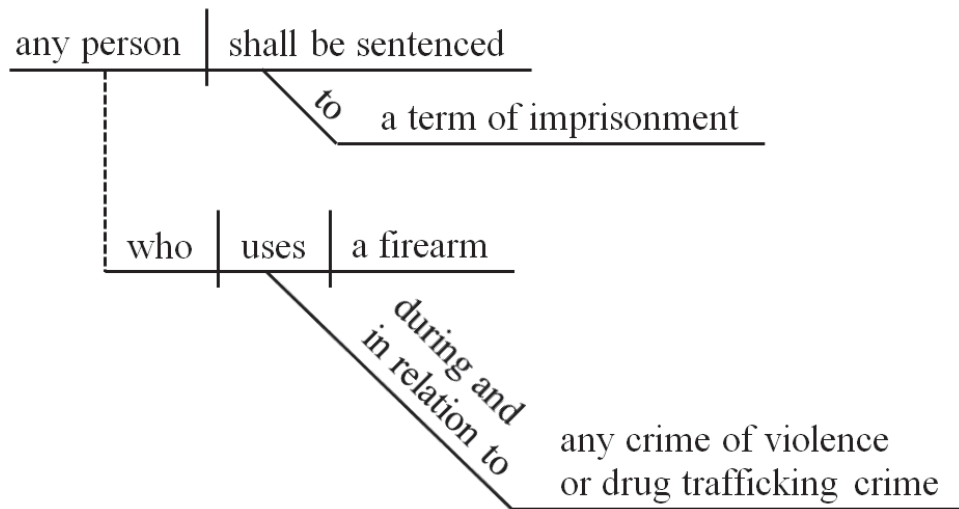 any person shall be sentenced
to a term of imprisonment
who uses a firearm
during and
in relation to
any crime of violence
or drug trafficking crime